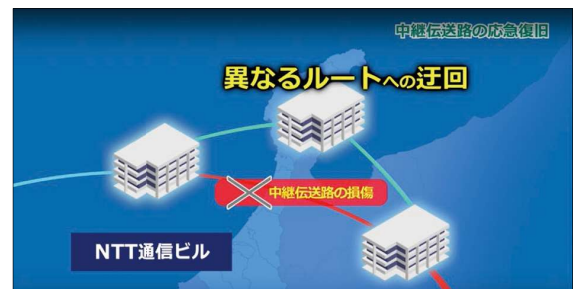 中継伝送路の応急復旧
異なるルートへの迂回
中継伝送路の損傷
NTT通信ビル